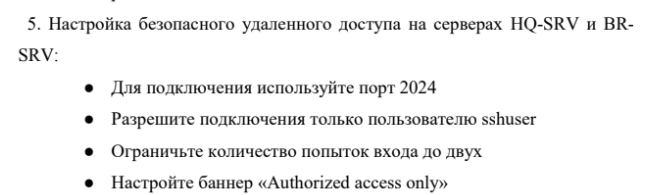 5. Настройка безопасного удаленного доступа на серверах HQ-SRV и BR-
SRV:
● Для подключения используйте порт 2024
● Разрешите подключения только пользователю sshuser
● Ограничьте количество попыток входа до двух
● Настройте баннер «Authorized access only»